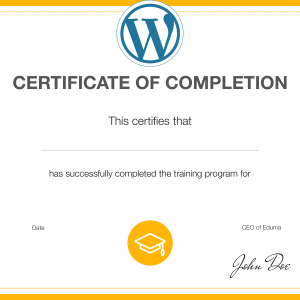 W
CERTIFICATE OF COMPLETION
This certifies that
has successfully completed the training program for
Date
CEO of Eduma
John Doe